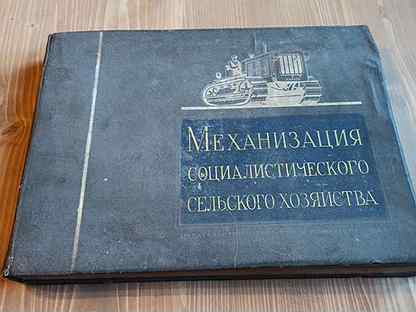 Механизация
социалистического
сельского хозяйства